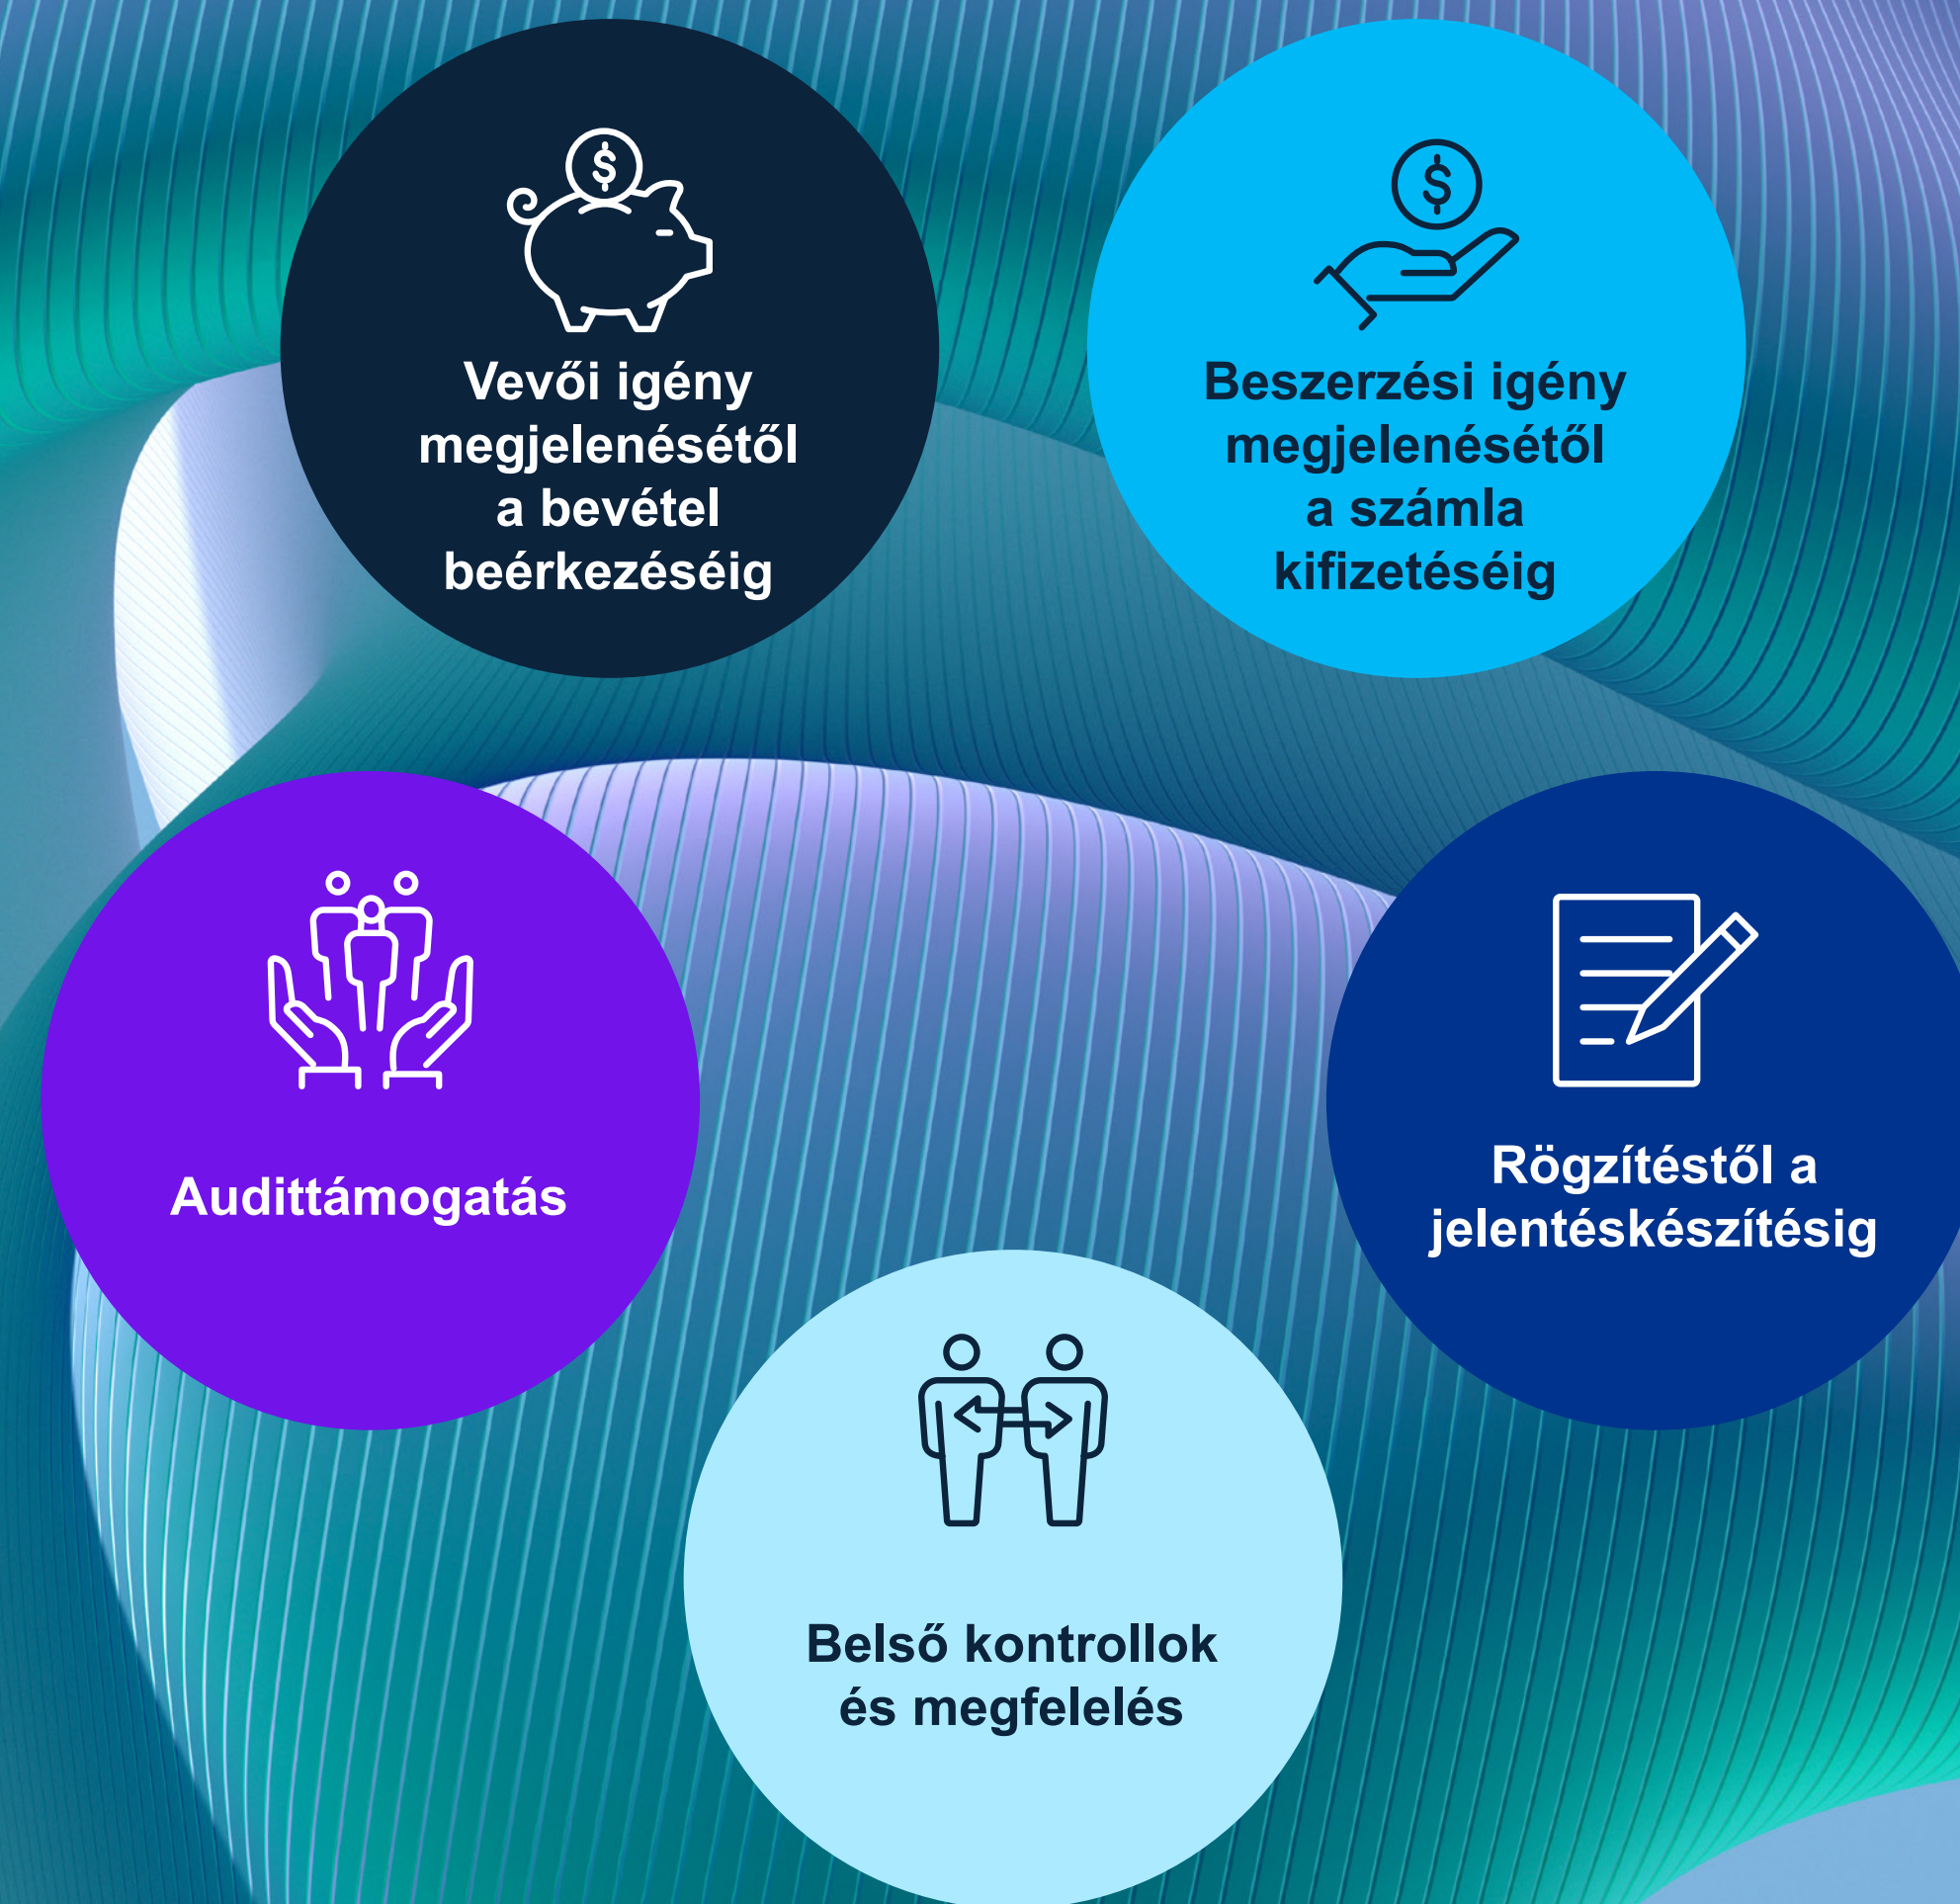 Vevői igény
megjelenésétől
a bevétel
beérkezéséig
Beszerzési igény
megjelenésétől
a számla
kifizetéséig
Audittámogatás
Rögzítéstől a
jelentéskészítésig
Belső kontrollok
és megfelelés